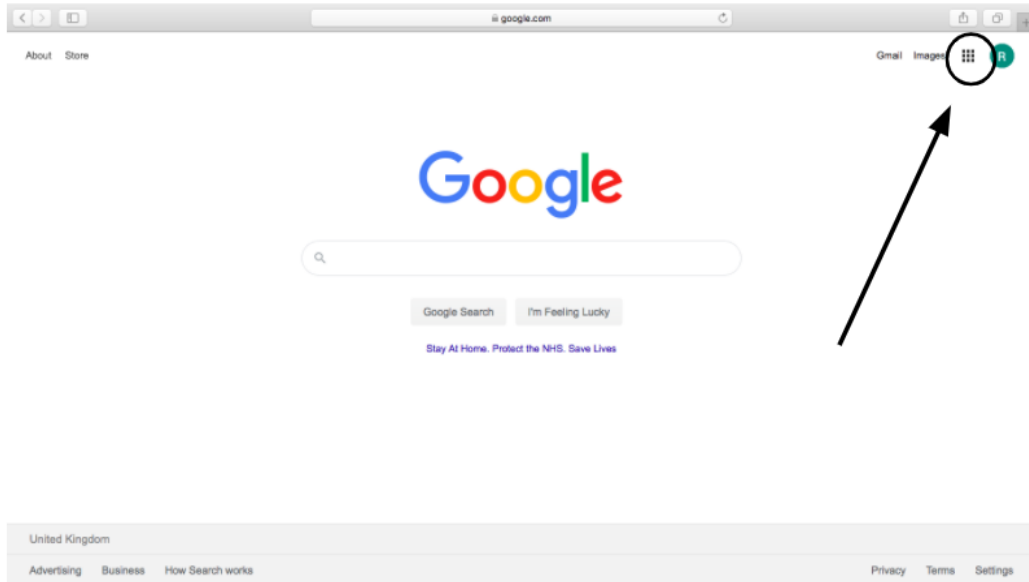 google.com
About Store
Gmail Images R
Google
Google Search I'm Feeling Lucky
Stay At Home. Protect the NHS. Save Lives
United Kingdom
Advertising Business How Search works Privacy Terms Settings